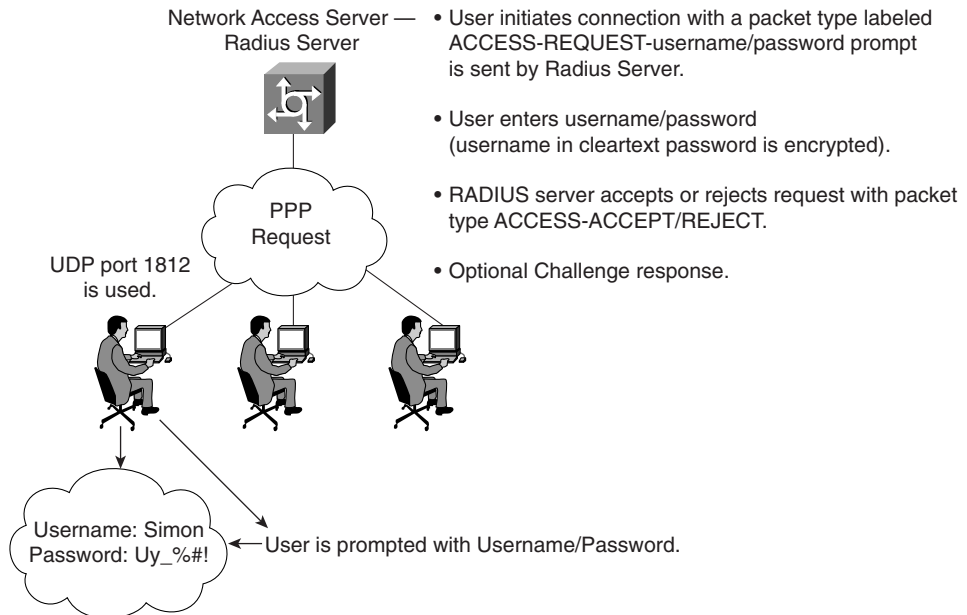 Network Access Server —
Radius Server
• User initiates connection with a packet type labeled
ACCESS-REQUEST-username/password prompt
is sent by Radius Server.
• User enters username/password
(username in cleartext password is encrypted).
• RADIUS server accepts or rejects request with packet
type ACCESS-ACCEPT/REJECT.
• Optional Challenge response.
PPP
Request
UDP port 1812
is used.
Username: Simon
Password: Uy_%#!
User is prompted with Username/Password.